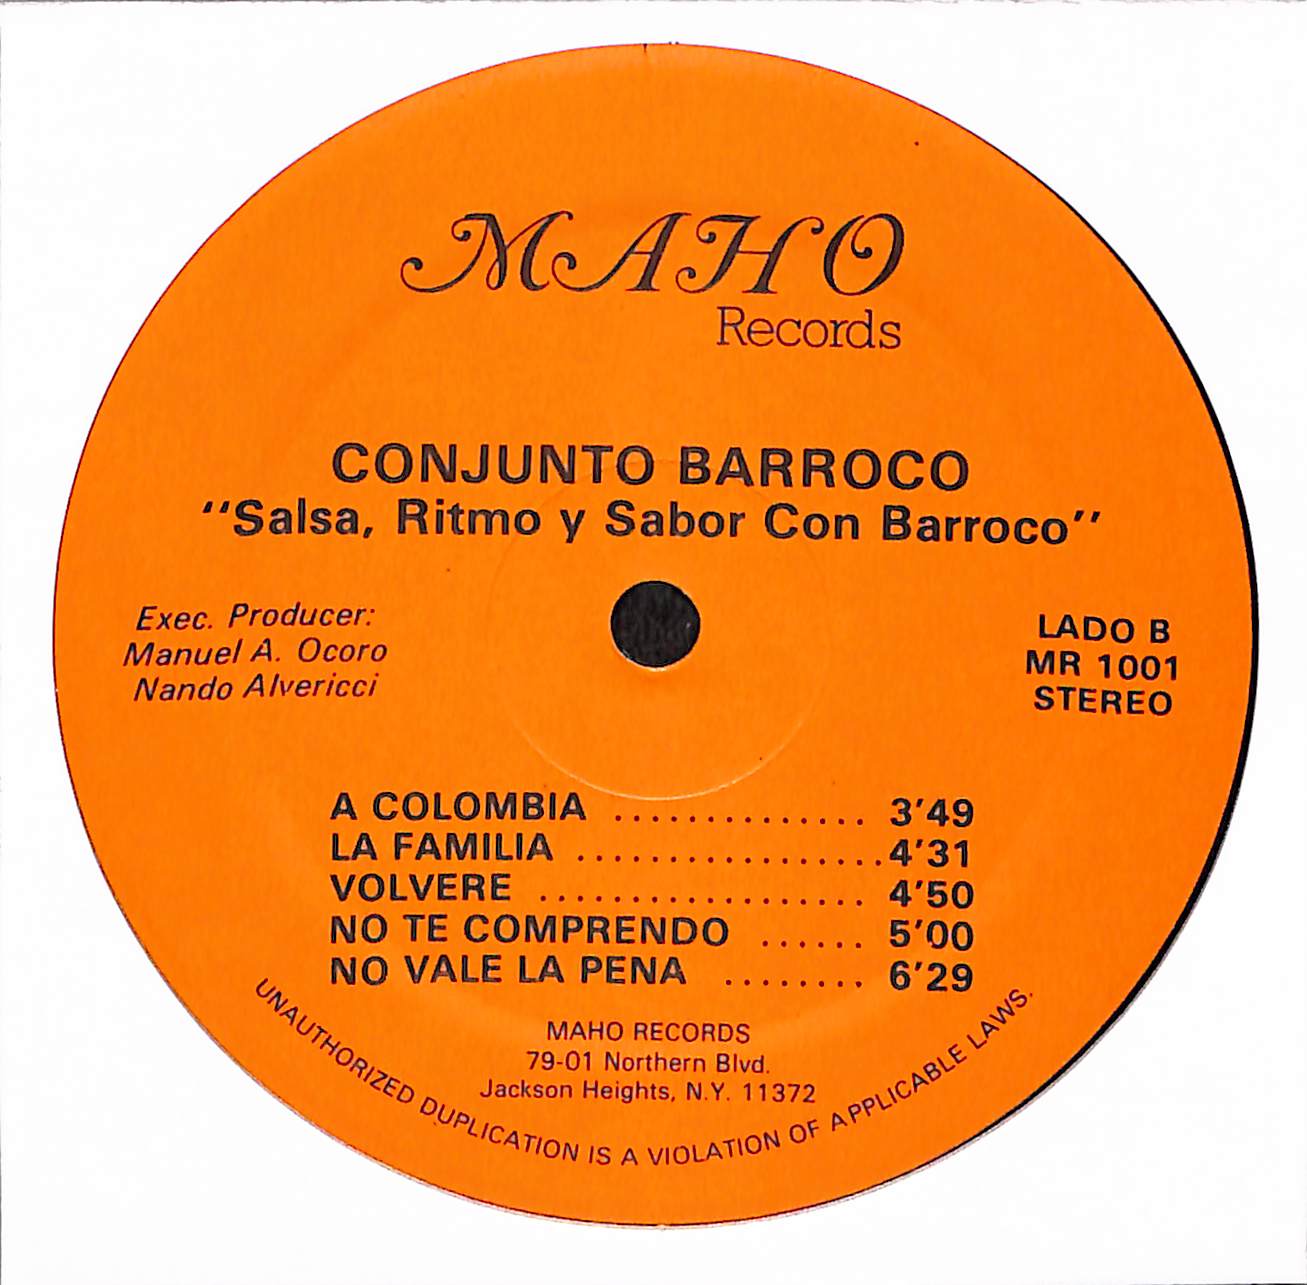 MAHO
Records
CONJUNTO BARROCO
"Salsa, Ritmo y Sabor Con Barroco"
Exec. Producer:
Manuel A. Ocoro
Nando Alvericci
LADO B
MR 1001
STEREO
A COLOMBIA .............. 3'49
LA FAMILIA .................4'31
VOLVERE .................. 4'50
NO TE COMPRENDO ...... 5'00
NO VALE LA PENA ........ 6'29
MAHO RECORDS
79-01 Northern Blvd.
Jackson Heights, N.Y. 11372
UNAUTHORIZED DUPLICATION IS A VIOLATION OF APPLICABLE LAWS.